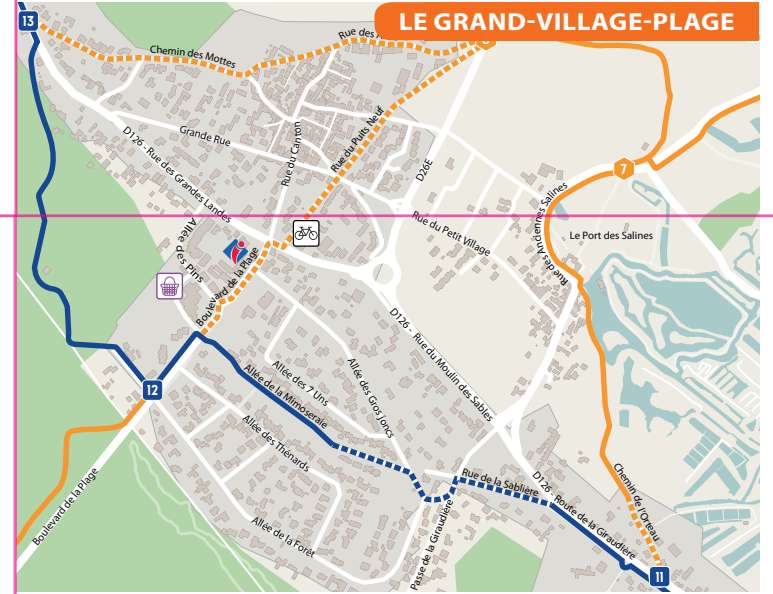 LE GRAND-VILLAGE-PLAGE
13
Chemin des Mottes
Rue des
Grande Rue
Rue du Canton
Rue du Puits Neuf
D26E
D126 - Rue des Grandes Landes
7
Rue du Petit Village
Rue des Anciennes Salines
Le Port des Salines
Allée des Pins
Boulevard de la Plage
D126 - Rue du Moulin des Sables
12
Allée des 7 Uns
Allée des Gros Joncs
Allée de la Mimoseraie
Allée des Thénards
Rue de la Sablière
D126 - Route de la Giraudière
Chemin de l'Orteau
Boulevard de la Plage
Allée de la Forêt
Passe de la Giraudière
11